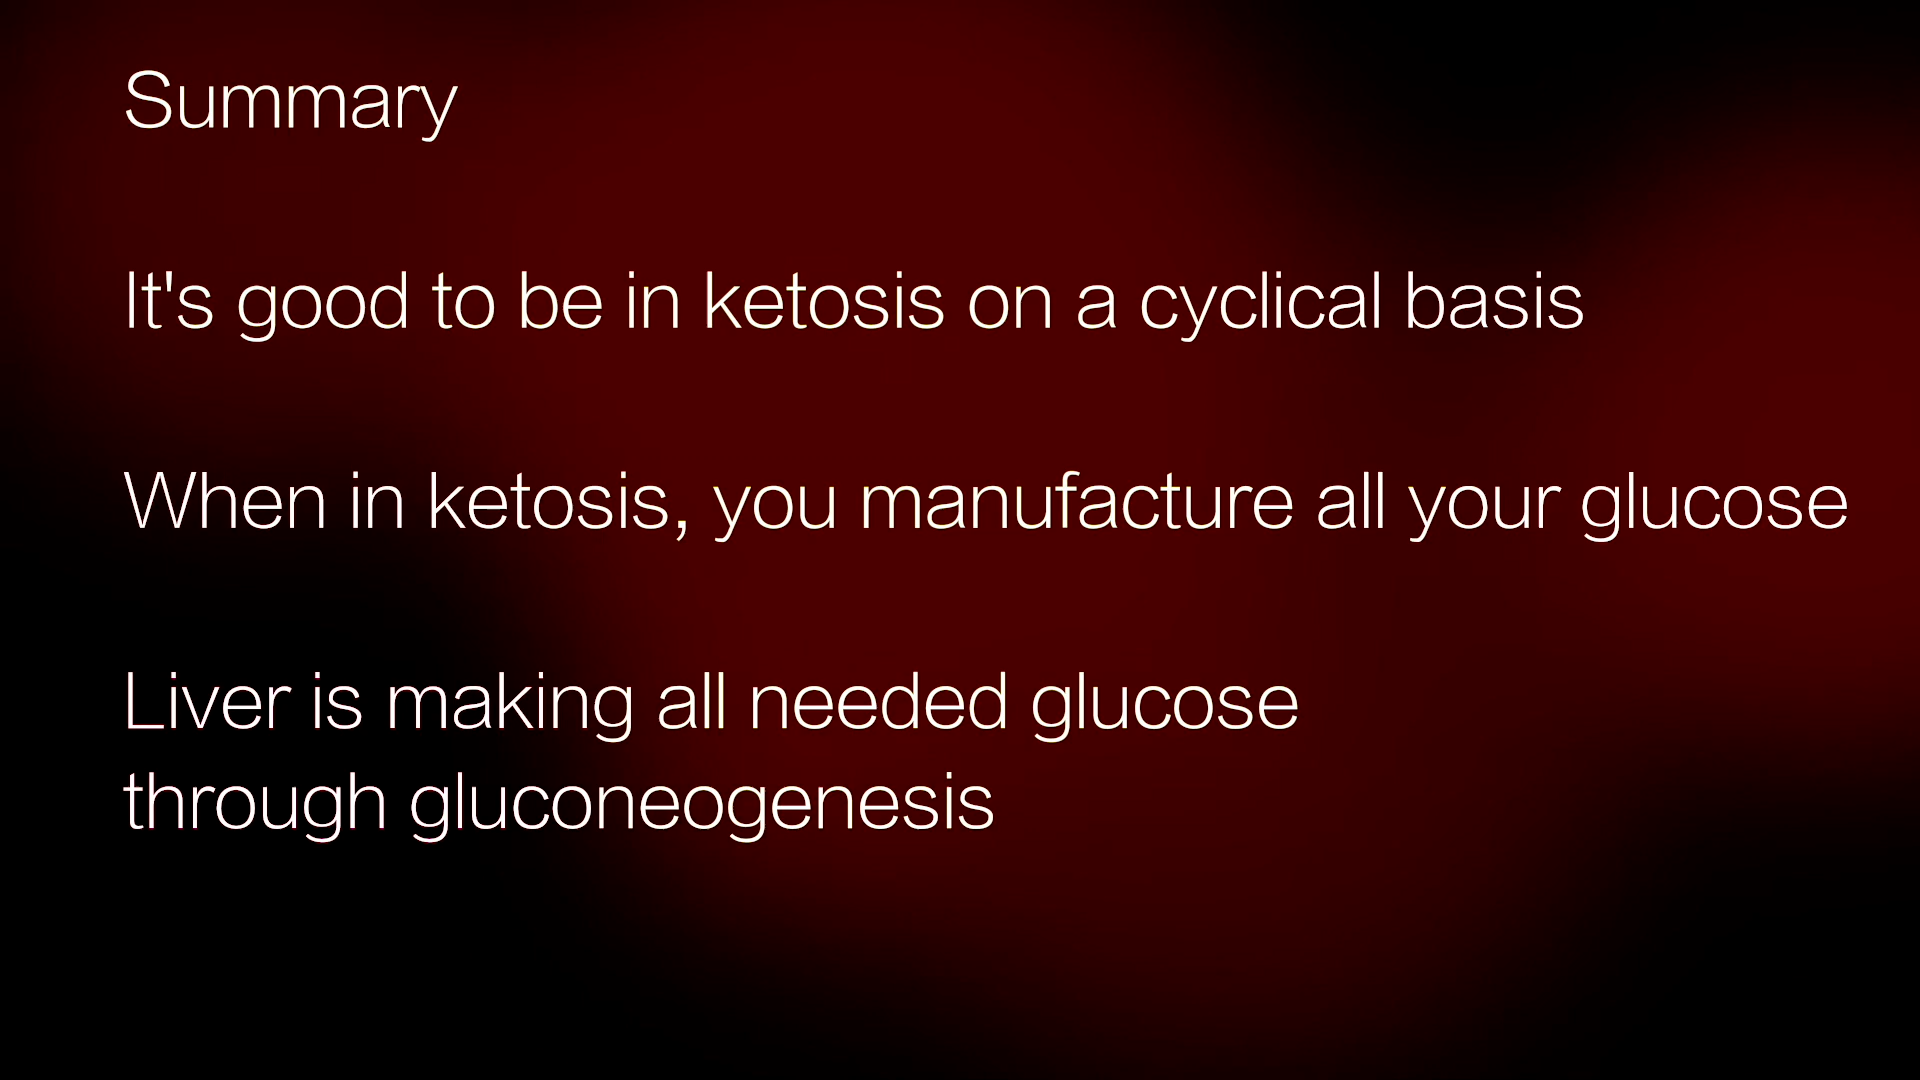 Summary
It's good to be in ketosis on a cyclical basis
When in ketosis, you manufacture all your glucose
Liver is making all needed glucose
through gluconeogenesis